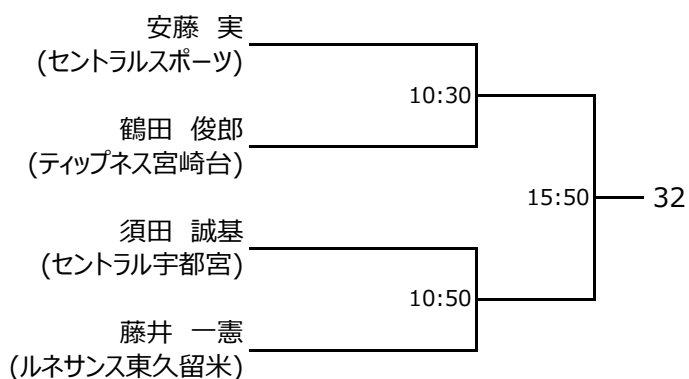 安藤　実
(セントラルスポーツ)
10:30
鶴田　俊郎
(ティップネス宮崎台)
15:50
32
須田　誠基
(セントラル宇都宮)
10:50
藤井　一憲
(ルネサンス東久留米)